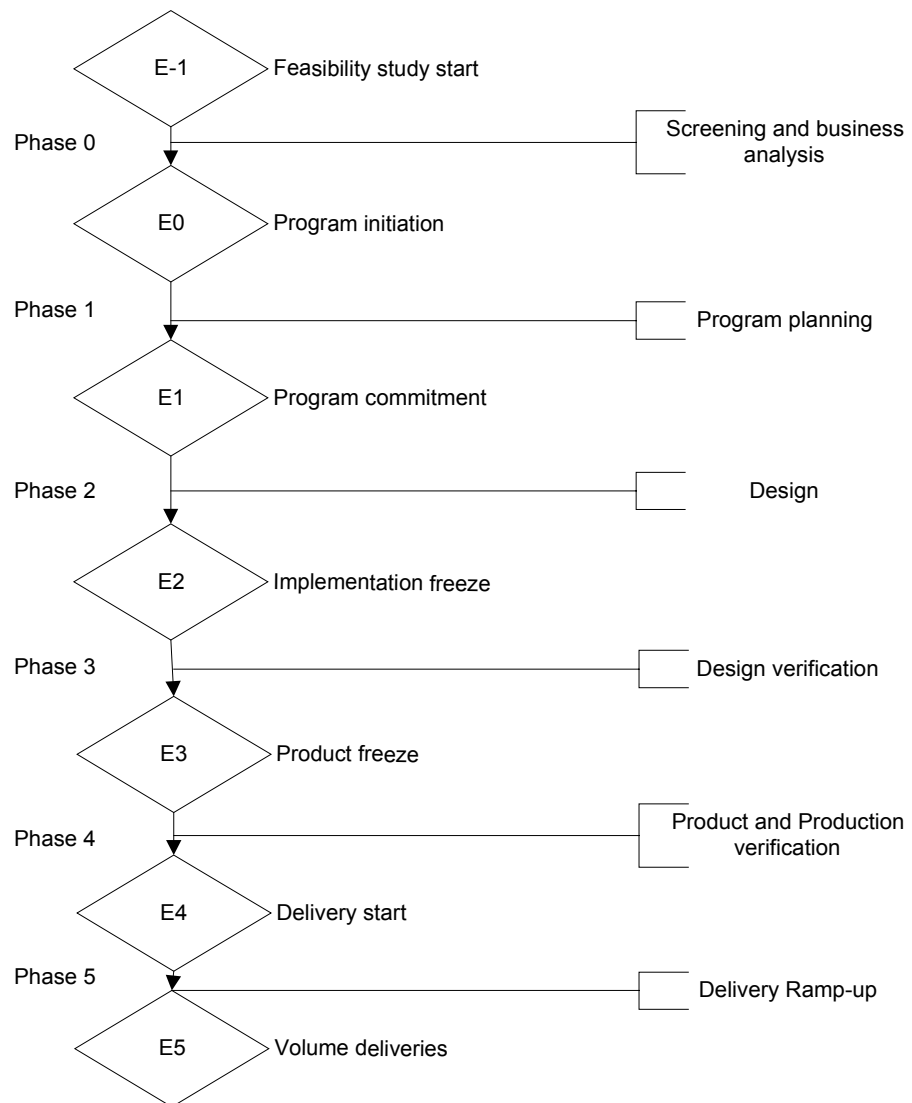 E-1
Feasibility study start
Phase 0
Screening and business
analysis
E0
Program initiation
Phase 1
Program planning
E1
Program commitment
Phase 2
Design
E2
Implementation freeze
Phase 3
Design verification
E3
Product freeze
Phase 4
Product and Production
verification
E4
Delivery start
Phase 5
Delivery Ramp-up
E5
Volume deliveries